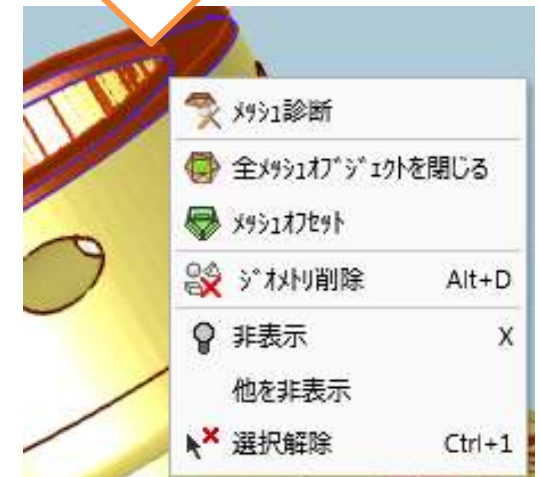 ﾒｯｼｭ診断
全ﾒｯｼｭｵﾌﾞｼﾞｪｸﾄを閉じる
ﾒｯｼｭｵﾌｾｯﾄ
ｼﾞｵﾒﾄﾘ削除 Alt+D
非表示 X
他を非表示
選択解除 Ctrl+1